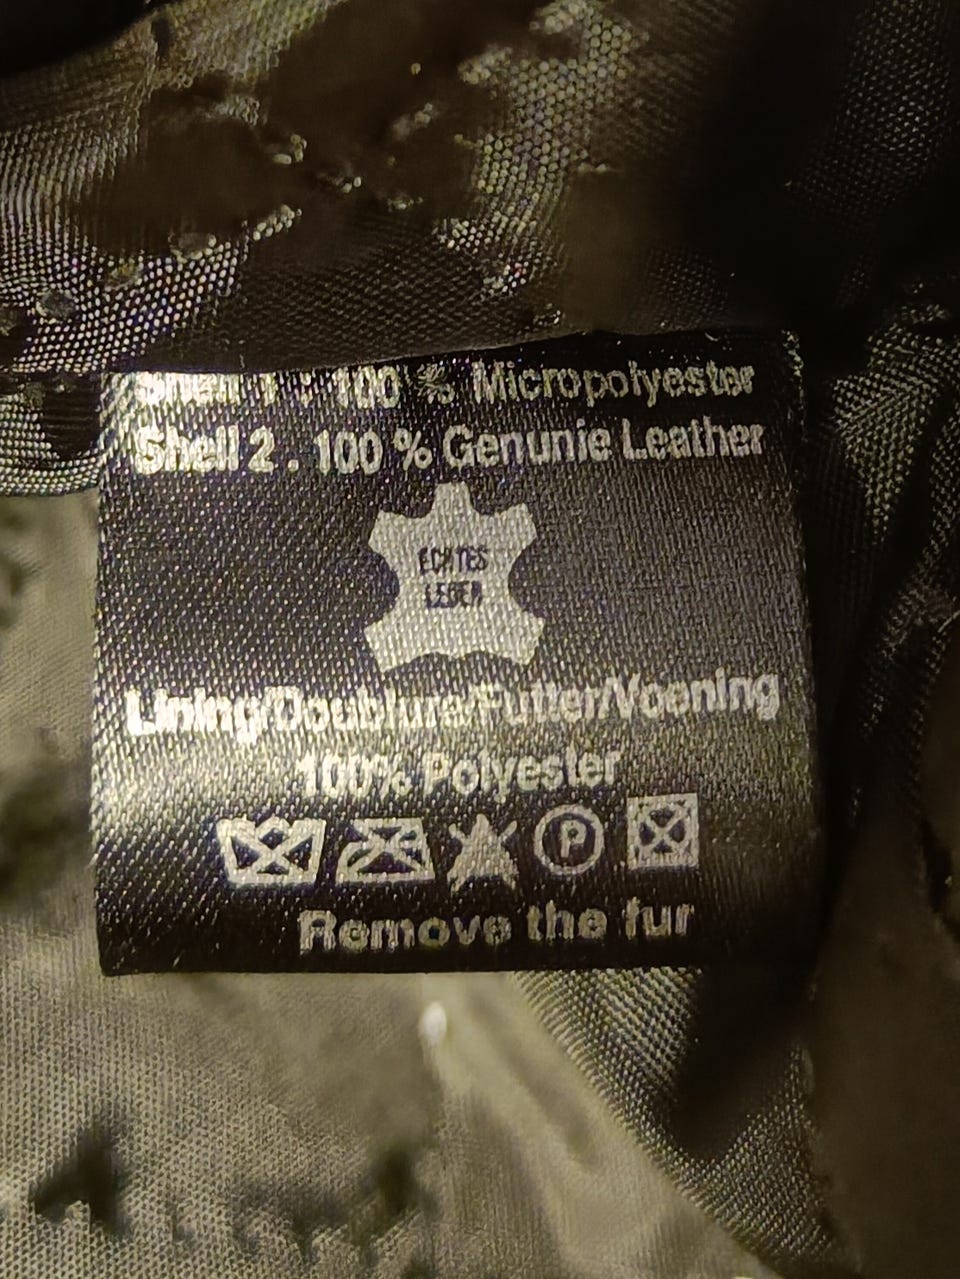 Shell 1 : 100 % Micropolyester
Shell 2 . 100 % Genunie Leather
ECHTES
LEDER
Lining/Doublure/Futter/Voening
100% Polyester
P
Remove the fur